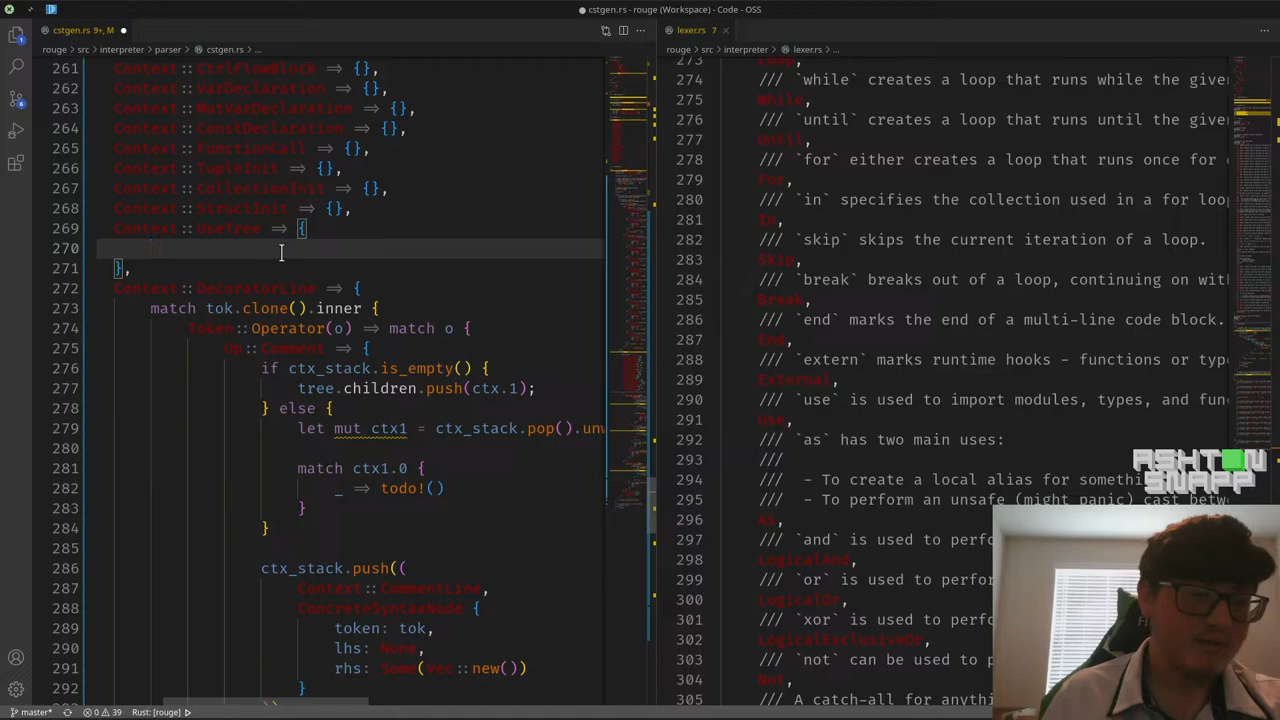 cstgen.rs - rouge (Workspace) - Code - OSS
cstgen.rs 9+, M
rouge > src > interpreter > parser > cstgen.rs > ...
261 Context::CtrlFlowBlock => {},
262 Context::VarDeclaration => {},
263 Context::MutVarDeclaration => {},
264 Context::ConstDeclaration => {},
265 Context::FunctionCall => {},
266 Context::TupleInit => {},
267 Context::CollectionInit => {},
268 Context::StructInit => {},
269 Context::UseTree => {
270
271 },
272 Context::DecoratorLine => {
273 match tok.clone().inner {
274 Token::Operator(o) => match o {
275 Op::Comment => {
276 if ctx_stack.is_empty() {
277 tree.children.push(ctx.1);
278 } else {
279 let mut ctx1 = ctx_stack.pop().unw
280
281 match ctx1.0 {
282 _ => todo!()
283 }
284 }
285
286 ctx_stack.push((
287 Context::CommentLine,
288 ConcreteSyntaxNode {
289 tok,
290 lhs: None,
291 rhs: Some(vec::new())
292 }
lexer.rs 7
rouge > src > interpreter > lexer.rs > ...
273 Loop,
274 /// `while` creates a loop that runs while the give
275 While,
276 /// `until` creates a loop that runs until the give
277 Until,
278 /// `for` either creates a loop that runs once for
279 For,
280 /// `in` specifies the collection used in a for loo
281 In,
282 /// `skip` skips the current iteration of a loop.
283 Skip,
284 /// `break` breaks out of a loop, continuing wit
285 Break,
286 /// `end` marks the end of a multi-line code block.
287 End,
288 /// `extern` marks runtime hooks - functions or type
289 External,
290 /// `use` is used to import modules, types, and func
291 Use,
292 /// `as` has two main uses:
293 ///
294 /// - To create a local alias for somethi
295 /// - To perform an unsafe (might panic) cast betw
296 As,
297 /// `and` is used to perfo
298 LogicalAnd,
299 /// `or` is used to perfor
300 LogicalOr,
301 /// `xor` is used to perfo
302 LogicalExclusiveOr,
303 /// `not` can be used to p
304 Not,
305 /// A catch-all for anythi
ASHTON
SNAPP
master* 0 39 Rust: [rouge]